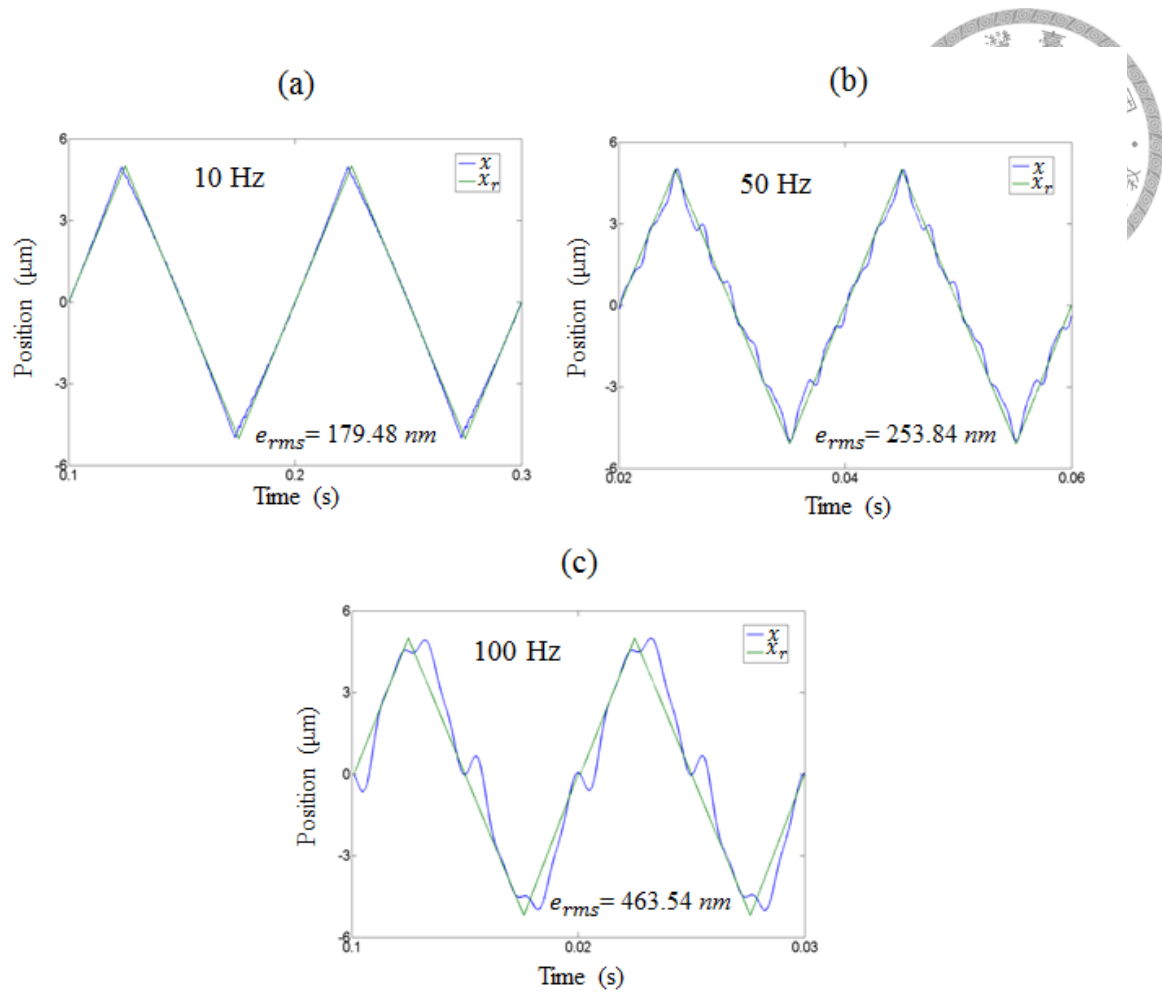 (a)
6
3
0
-3
-6
0.1
0.2
0.3
Position (μm)
Time (s)
10 Hz
x
x_r
e_rms= 179.48 nm
(b)
6
3
0
-3
-6
0.02
0.04
0.06
Position (μm)
Time (s)
50 Hz
x
x_r
e_rms= 253.84 nm
(c)
6
3
0
-3
-6
0.1
0.02
0.03
Position (μm)
Time (s)
100 Hz
x
x_r
e_rms= 463.54 nm